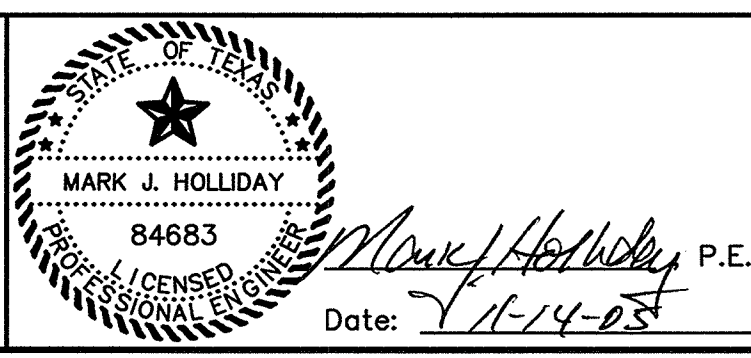 STATE OF TEXAS
MARK J. HOLLIDAY
84683
LICENSED
PROFESSIONAL ENGINEER
Mark J Holliday P.E.
Date: 11-14-05